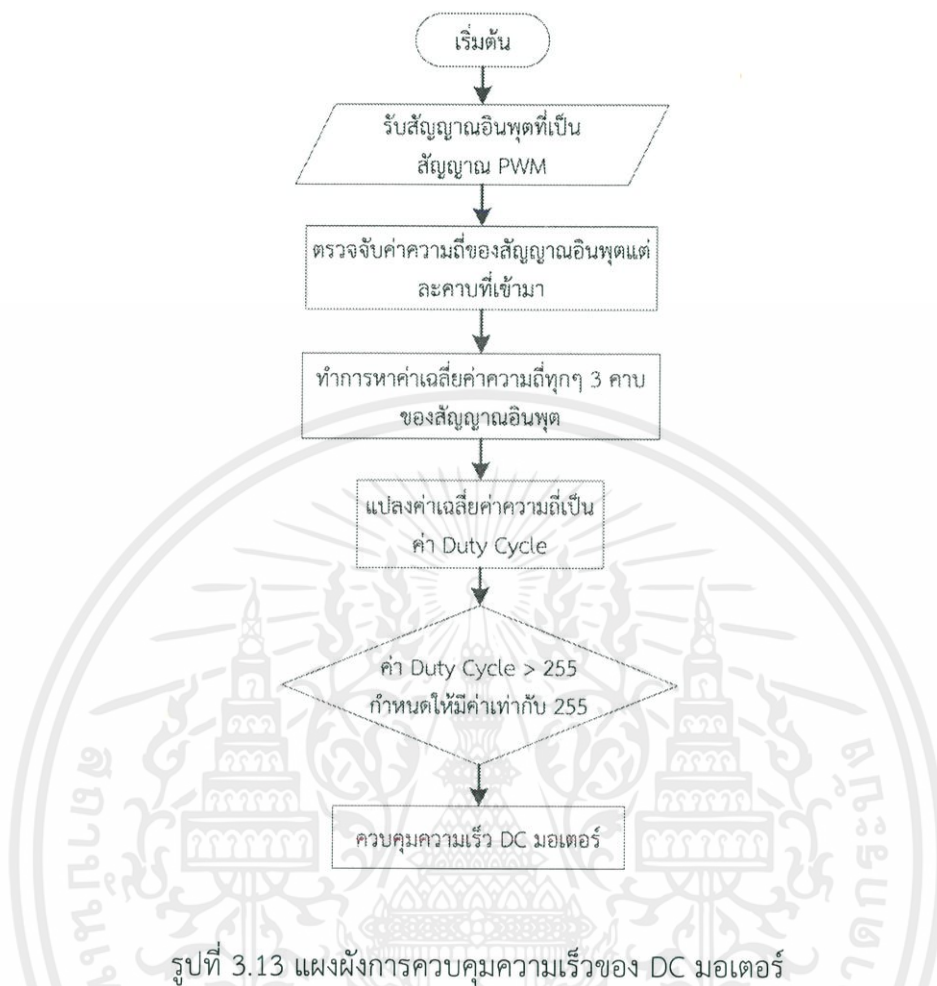 เริ่มต้น
รับสัญญาณอินพุตที่เป็น
สัญญาณ PWM
ตรวจจับค่าความถี่ของสัญญาณอินพุตแต่
ละคาบที่เข้ามา
ทำการหาค่าเฉลี่ยค่าความถี่ทุกๆ 3 คาบ
ของสัญญาณอินพุต
แปลงค่าเฉลี่ยค่าความถี่เป็น
ค่า Duty Cycle
ค่า Duty Cycle > 255
กำหนดให้มีค่าเท่ากับ 255
ควบคุมความเร็ว DC มอเตอร์
รูปที่ 3.13 แผงผังการควบคุมความเร็วของ DC มอเตอร์